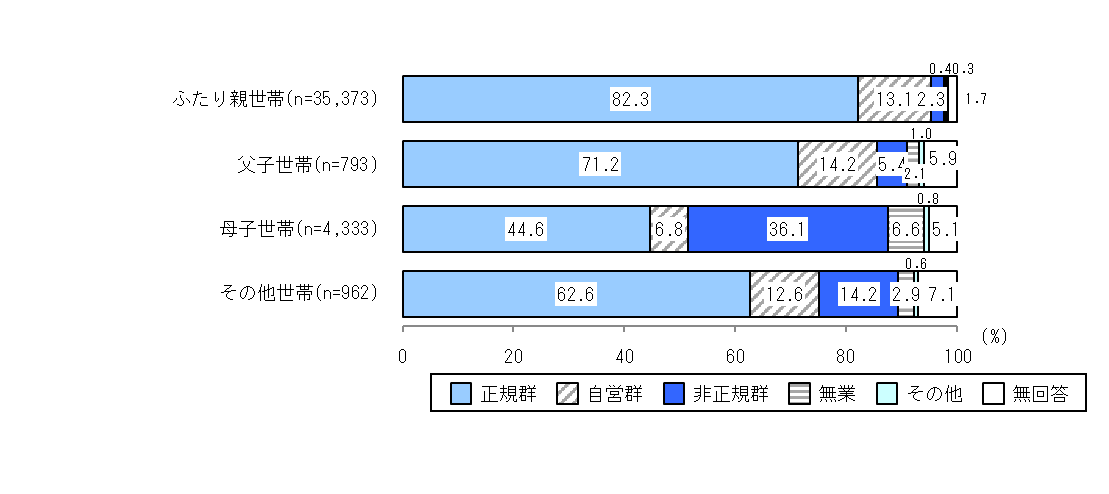 0.4 0.3
ふたり親世帯(n=35,373) 82.3 13.1 2.3 1.7
1.0
父子世帯(n=793) 71.2 14.2 5.4 2.1 5.9
0.8
母子世帯(n=4,333) 44.6 6.8 36.1 6.6 5.1
0.6
その他世帯(n=962) 62.6 12.6 14.2 2.9 7.1
(%)
0 20 40 60 80 100
正規群 自営群 非正規群 無業 その他 無回答